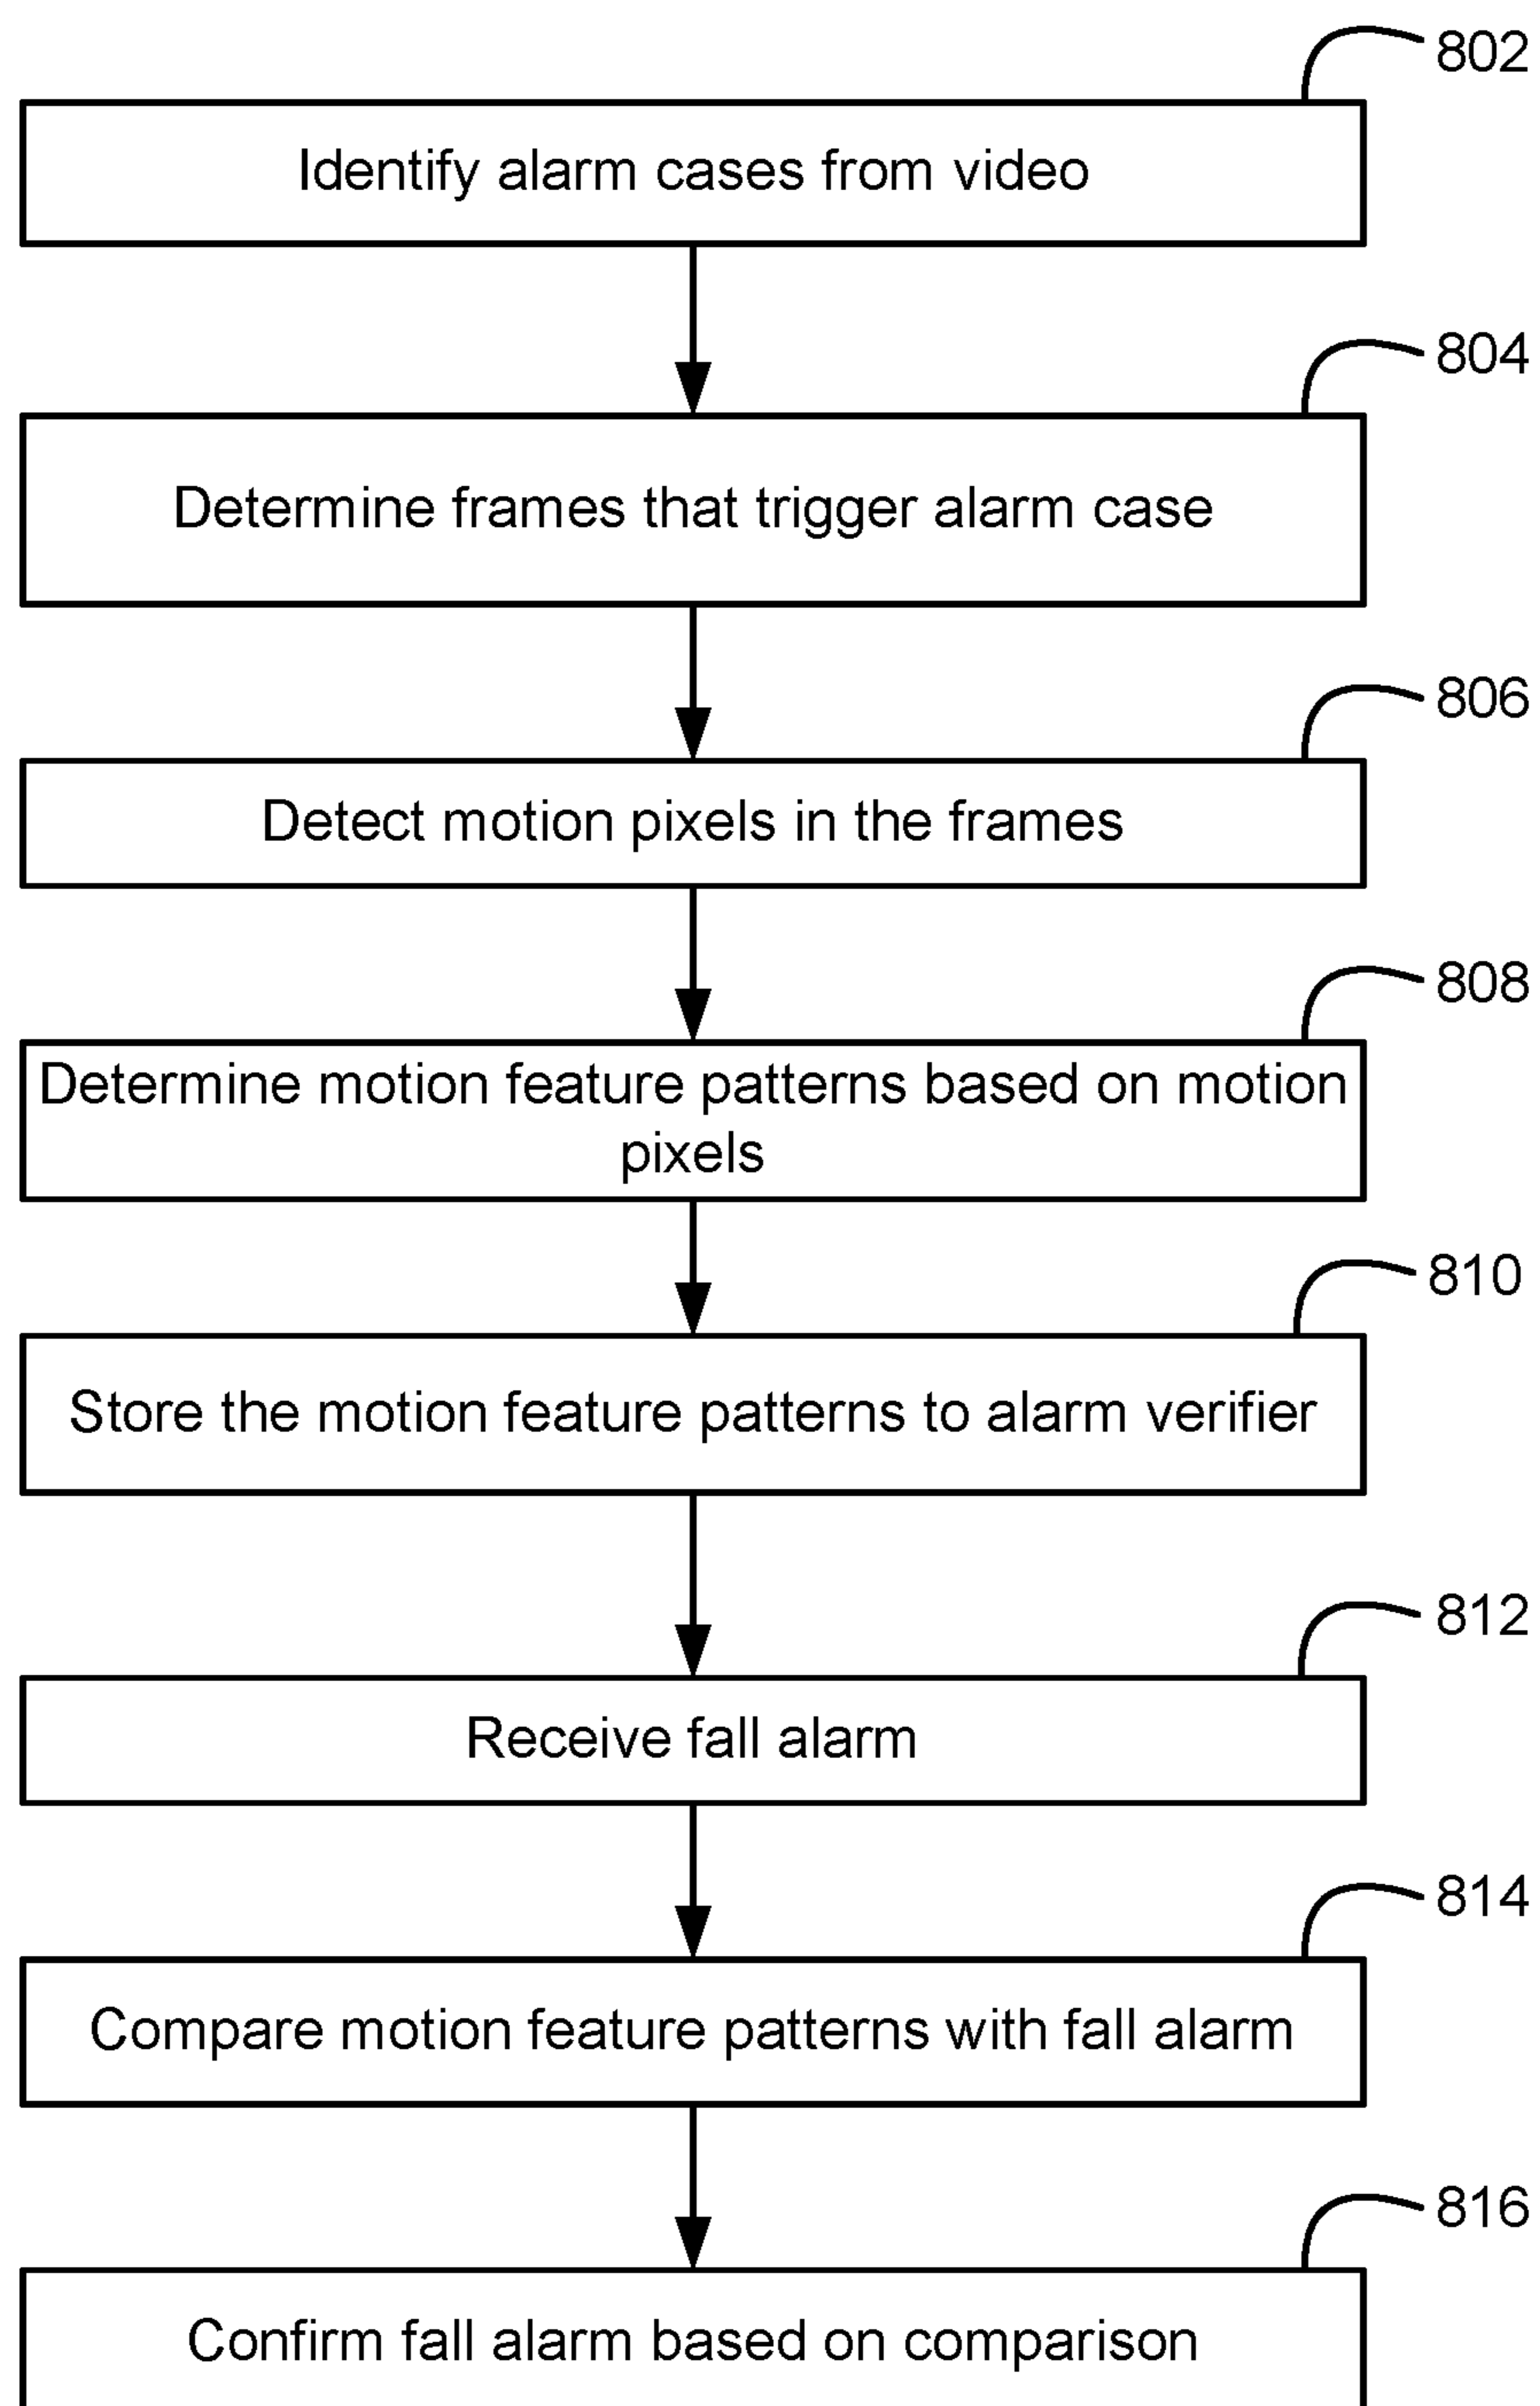 802
Identify alarm cases from video
804
Determine frames that trigger alarm case
806
Detect motion pixels in the frames
808
Determine motion feature patterns based on motion
pixels
810
Store the motion feature patterns to alarm verifier
812
Receive fall alarm
814
Compare motion feature patterns with fall alarm
816
Confirm fall alarm based on comparison